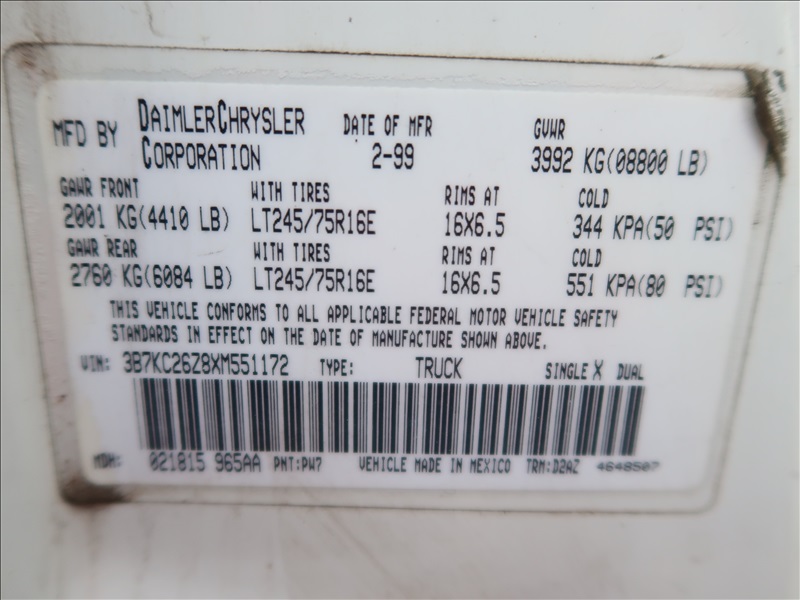 MFD BY DAIMLERCHRYSLER CORPORATION DATE OF MFR 2-99 GVWR 3992 KG(08800 LB)
GAWR FRONT WITH TIRES RIMS AT COLD
2001 KG(4410 LB) LT245/75R16E 16X6.5 344 KPA(50 PSI)
GAWR REAR WITH TIRES RIMS AT COLD
2760 KG(6084 LB) LT245/75R16E 16X6.5 551 KPA(80 PSI)
THIS VEHICLE CONFORMS TO ALL APPLICABLE FEDERAL MOTOR VEHICLE SAFETY
STANDARDS IN EFFECT ON THE DATE OF MANUFACTURE SHOWN ABOVE.
VIN: 3B7KC26Z8XM551172 TYPE: TRUCK SINGLE X DUAL
MDH: 021815 965AA PNT:PW7 VEHICLE MADE IN MEXICO TRM:D2AZ 4648507